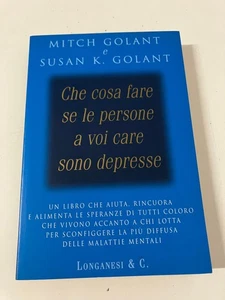 MITCH GOLANT
e
SUSAN K. GOLANT
Che cosa fare
se le persone
a voi care
sono depresse
UN LIBRO CHE AIUTA, RINCUORA
E ALIMENTA LE SPERANZE DI TUTTI COLORO
CHE VIVONO ACCANTO A CHI LOTTA
PER SCONFIGGERE LA PIÙ DIFFUSA
DELLE MALATTIE MENTALI
LONGANESI & C.